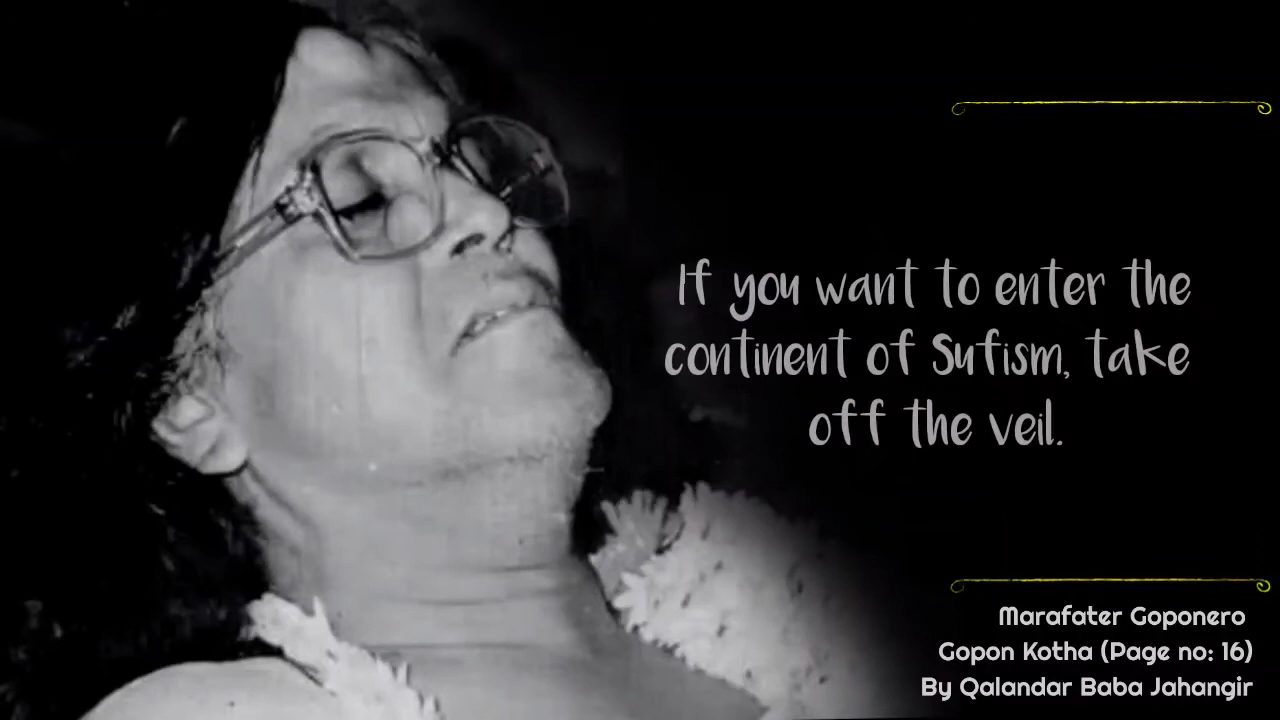 If you want to enter the
continent of Sufism, take
off the veil.
Marafater Goponero
Gopon Kotha (Page no: 16)
By Qalandar Baba Jahangir